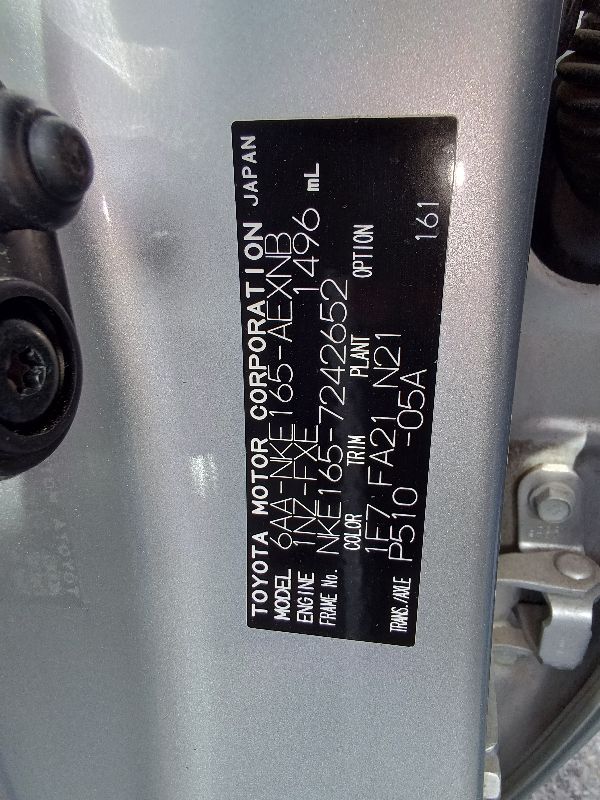 TOYOTA MOTOR CORPORATION JAPAN
MODEL 6AA-NKE165-AEXNB
ENGINE 1NZ-FXE 1496 mL
FRAME No. NKE165-7242652
COLOR TRIM PLANT OPTION
1F7 FA21 N21
TRANS./AXLE P510 -05A 161